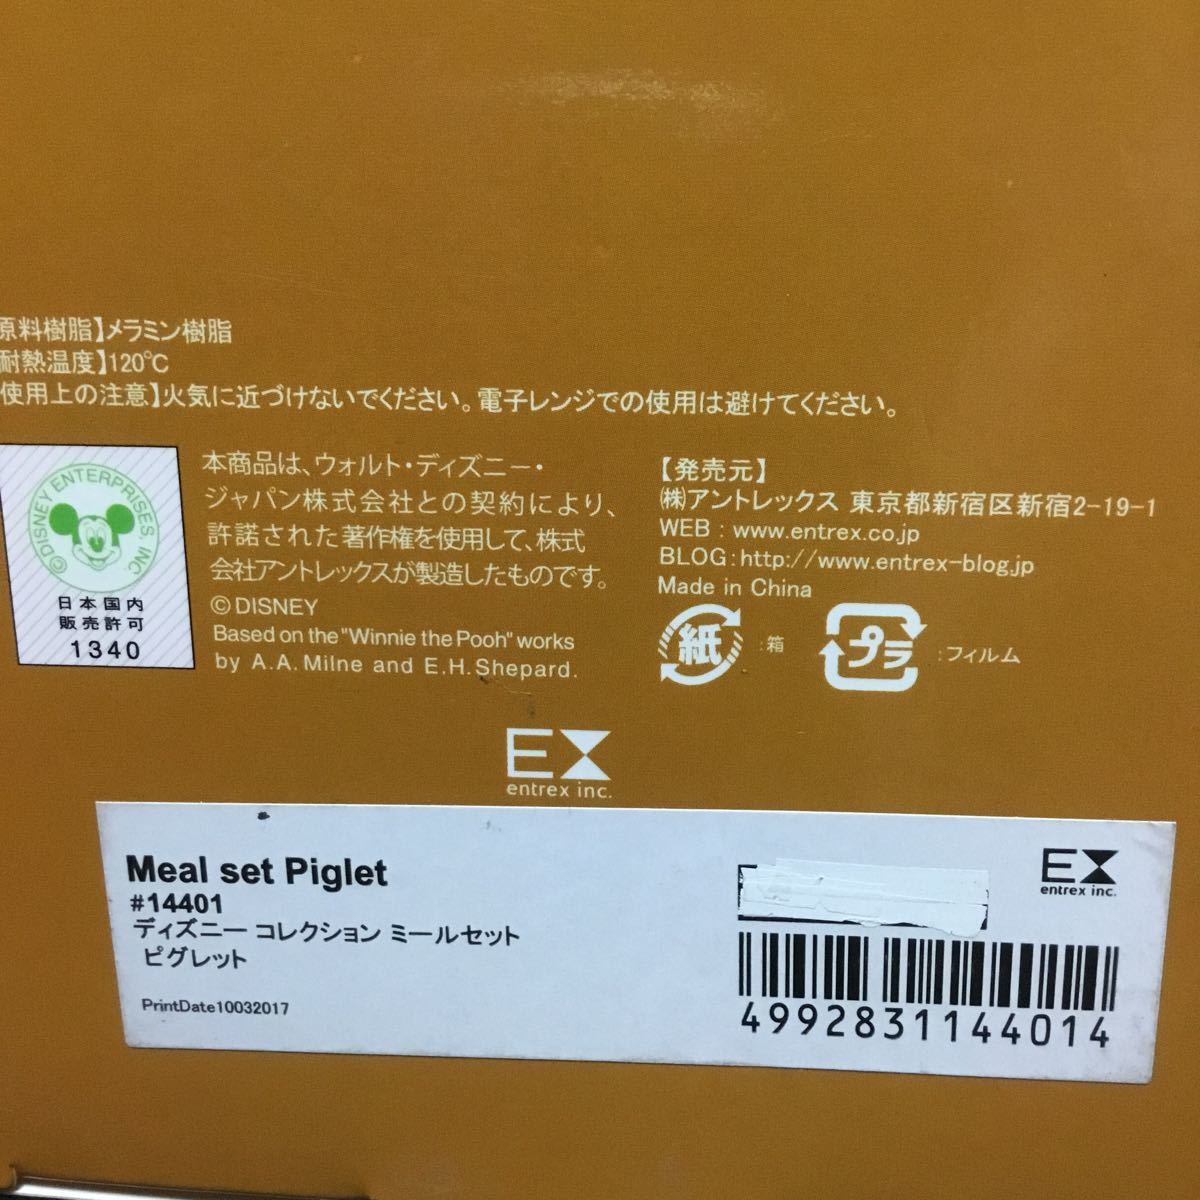 原料樹脂】メラミン樹脂
耐熱温度】120℃
使用上の注意】火気に近づけないでください。電子レンジでの使用は避けてください。
©DISNEY ENTERPRISES, INC
日本国内
販売許可
1340
本商品は、ウォルト・ディズニー・
ジャパン株式会社との契約により、
許諾された著作権を使用して、株式
会社アントレックスが製造したものです。
©DISNEY
Based on the "Winnie the Pooh" works
by A.A.Milne and E.H.Shepard.
【発売元】
㈱アントレックス 東京都新宿区新宿2-19-1
WEB : www.entrex.co.jp
BLOG : http://www.entrex-blog.jp
Made in China
紙 : 箱
プラ : フィルム
EX
entrex inc.
Meal set Piglet
#14401
ディズニー コレクション ミールセット
ピグレット
PrintDate10032017
EX
entrex inc.
4992831144014